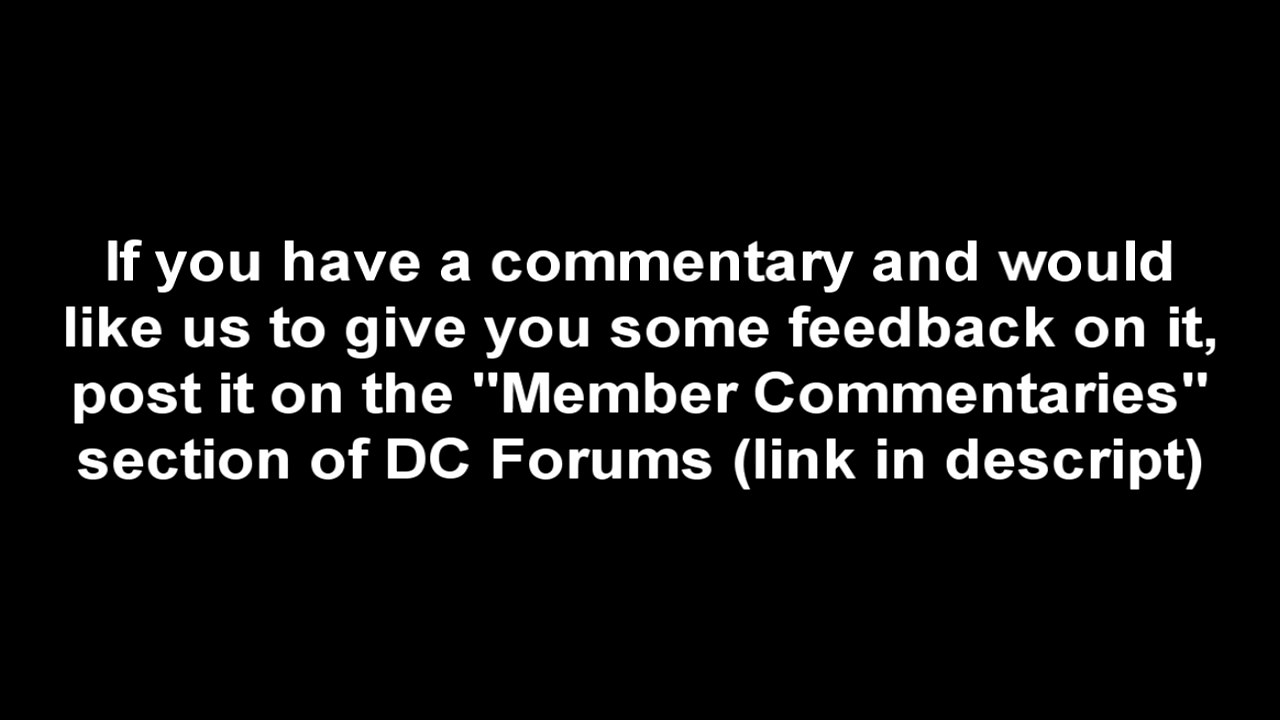 If you have a commentary and would
like us to give you some feedback on it,
post it on the "Member Commentaries"
section of DC Forums (link in descript)